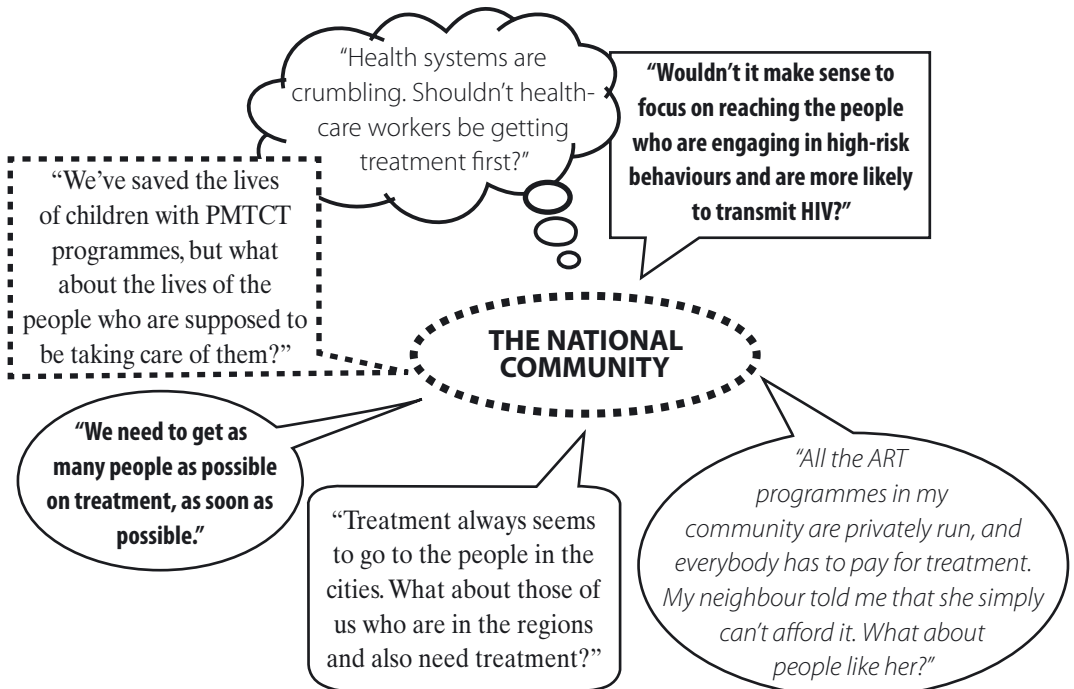 “Health systems are
crumbling. Shouldn’t health-
care workers be getting
treatment first?”
“Wouldn’t it make sense to
focus on reaching the people
who are engaging in high-risk
behaviours and are more likely
to transmit HIV?”
“We’ve saved the lives
of children with PMTCT
programmes, but what
about the lives of the
people who are supposed to
be taking care of them?”
THE NATIONAL
COMMUNITY
“We need to get as
many people as possible
on treatment, as soon as
possible.”
“Treatment always seems
to go to the people in the
cities. What about those of
us who are in the regions
and also need treatment?”
“All the ART
programmes in my
community are privately run, and
everybody has to pay for treatment.
My neighbour told me that she simply
can’t afford it. What about
people like her?”